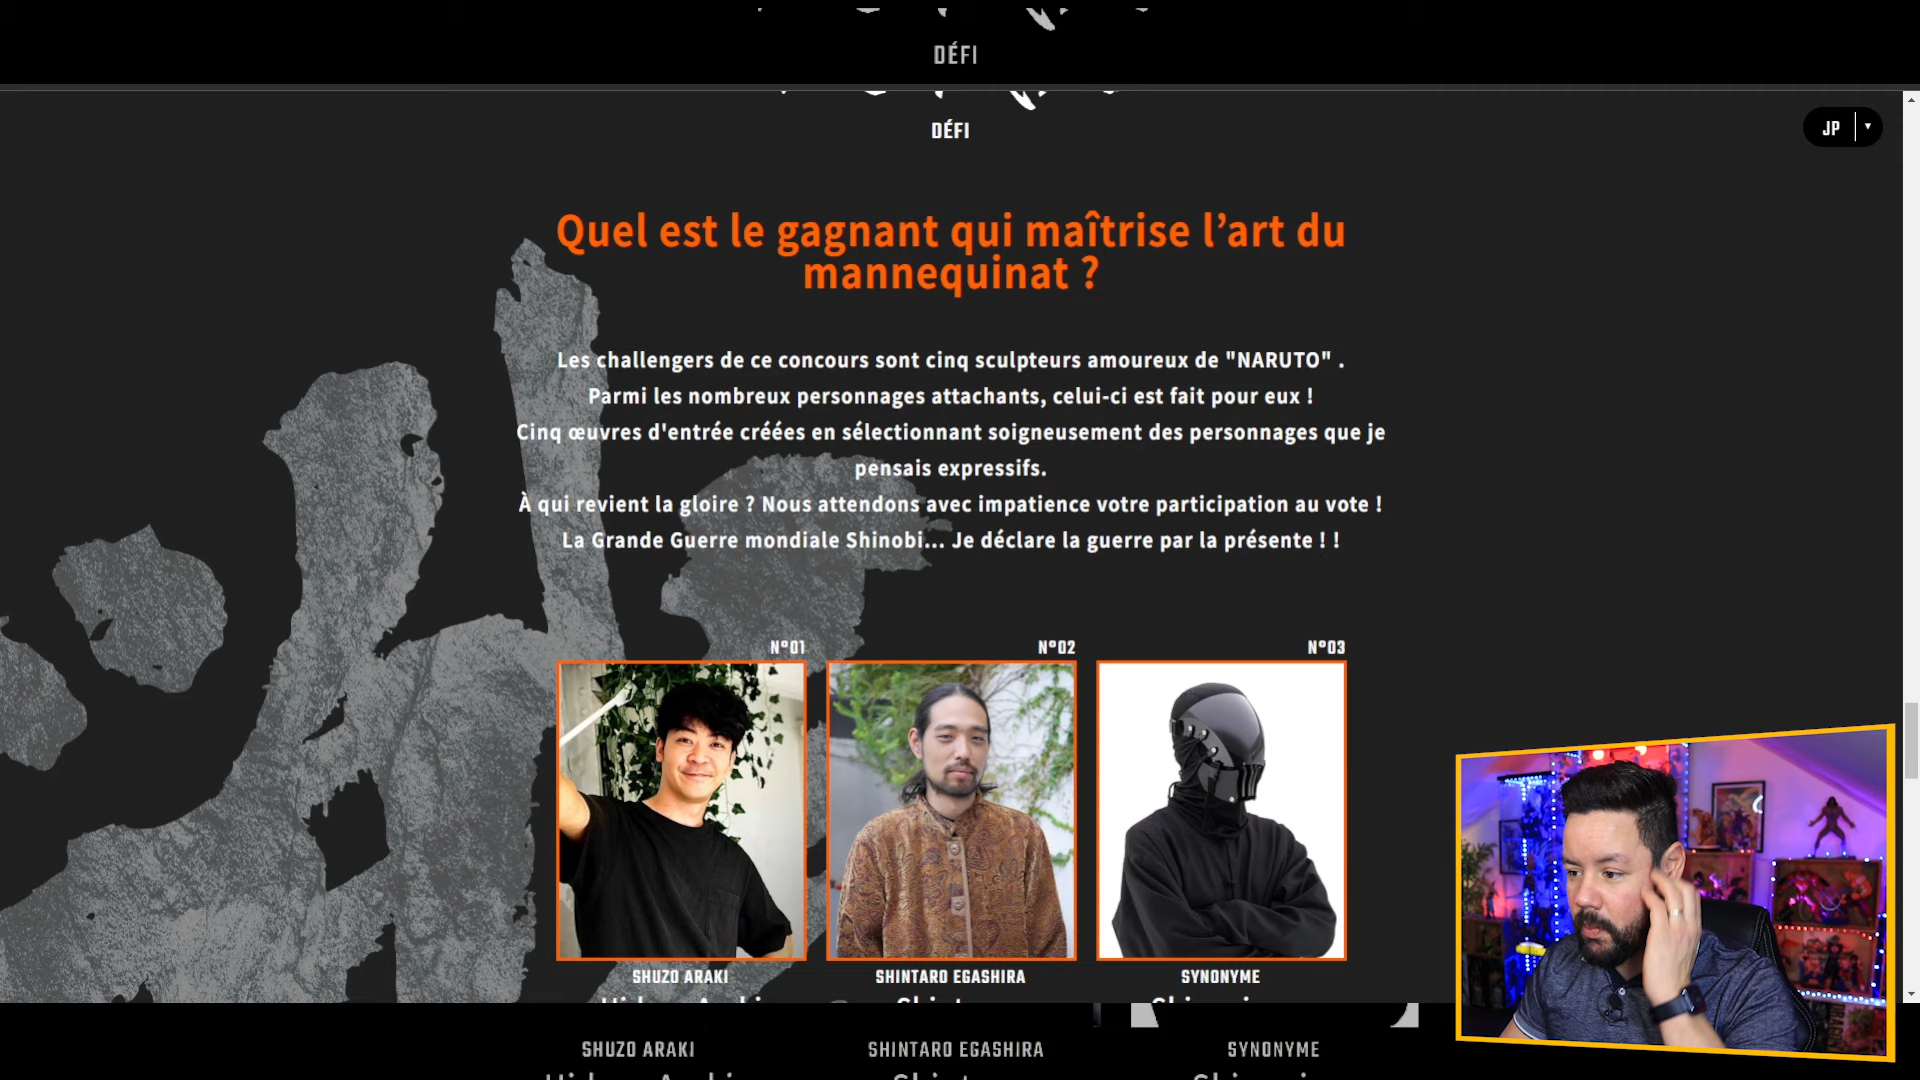 DÉFI
DÉFI
JP
Quel est le gagnant qui maîtrise l’art du
mannequinat ?
Les challengers de ce concours sont cinq sculpteurs amoureux de "NARUTO" .
Parmi les nombreux personnages attachants, celui-ci est fait pour eux !
Cinq œuvres d'entrée créées en sélectionnant soigneusement des personnages que je
pensais expressifs.
À qui revient la gloire ? Nous attendons avec impatience votre participation au vote !
La Grande Guerre mondiale Shinobi... Je déclare la guerre par la présente ! !
N°01
N°02
N°03
SHUZO ARAKI
SHINTARO EGASHIRA
SYNONYME
SHUZO ARAKI
SHINTARO EGASHIRA
SYNONYME